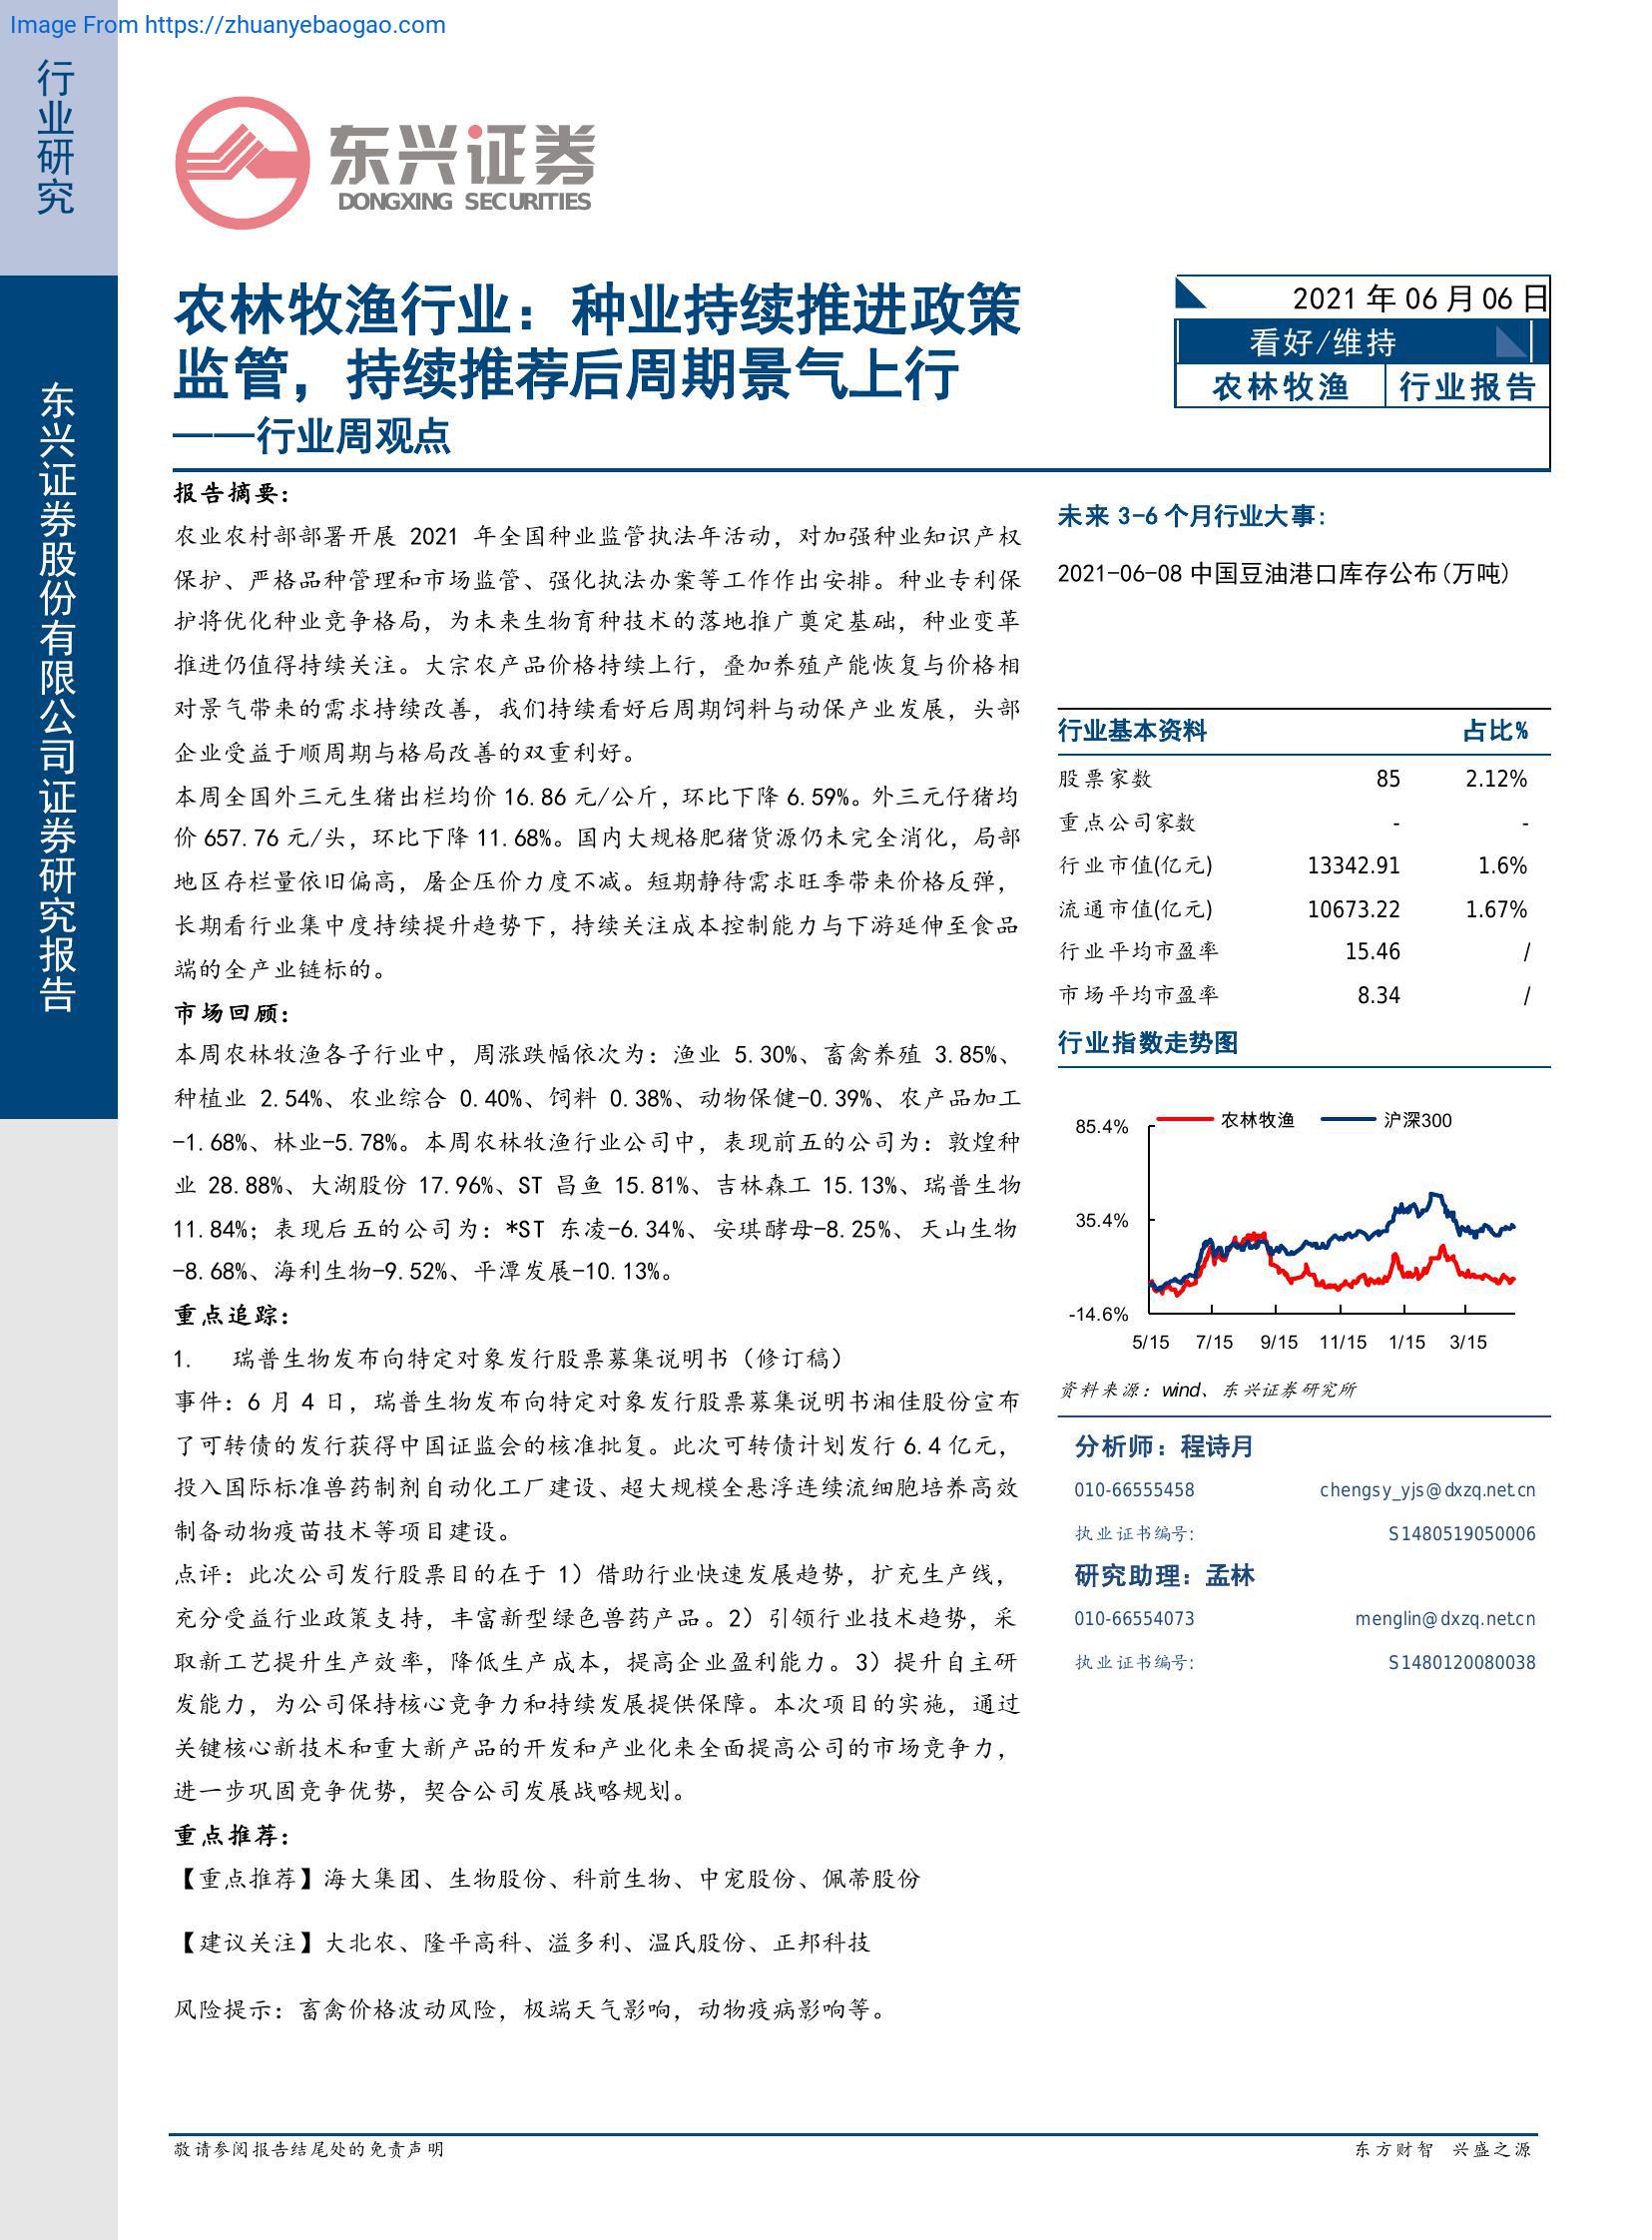 Image From https://zhuanyebaogao.com
行业研究
东兴证券股份有限公司证券研究报告
东兴证券
DONGXING SECURITIES
农林牧渔行业：种业持续推进政策
监管，持续推荐后周期景气上行
——行业周观点
2021 年 06 月 06 日
看好/维持
农林牧渔 行业报告
报告摘要：
农业农村部部署开展 2021 年全国种业监管执法年活动，对加强种业知识产权
保护、严格品种管理和市场监管、强化执法办案等工作作出安排。种业专利保
护将优化种业竞争格局，为未来生物育种技术的落地推广奠定基础，种业变革
推进仍值得持续关注。大宗农产品价格持续上行，叠加养殖产能恢复与价格相
对景气带来的需求持续改善，我们持续看好后周期饲料与动保产业发展，头部
企业受益于顺周期与格局改善的双重利好。
本周全国外三元生猪出栏均价 16.86 元/公斤，环比下降 6.59%。外三元仔猪均
价 657.76 元/头，环比下降 11.68%。国内大规格肥猪货源仍未完全消化，局部
地区存栏量依旧偏高，屠企压价力度不减。短期静待需求旺季带来价格反弹，
长期看行业集中度持续提升趋势下，持续关注成本控制能力与下游延伸至食品
端的全产业链标的。
市场回顾：
本周农林牧渔各子行业中，周涨跌幅依次为：渔业 5.30%、畜禽养殖 3.85%、
种植业 2.54%、农业综合 0.40%、饲料 0.38%、动物保健-0.39%、农产品加工
-1.68%、林业-5.78%。本周农林牧渔行业公司中，表现前五的公司为：敦煌种
业 28.88%、大湖股份 17.96%、ST 昌鱼 15.81%、吉林森工 15.13%、瑞普生物
11.84%；表现后五的公司为：*ST 东凌-6.34%、安琪酵母-8.25%、天山生物
-8.68%、海利生物-9.52%、平潭发展-10.13%。
重点追踪：
1. 瑞普生物发布向特定对象发行股票募集说明书（修订稿）
事件：6 月 4 日，瑞普生物发布向特定对象发行股票募集说明书湘佳股份宣布
了可转债的发行获得中国证监会的核准批复。此次可转债计划发行 6.4 亿元，
投入国际标准兽药制剂自动化工厂建设、超大规模全悬浮连续流细胞培养高效
制备动物疫苗技术等项目建设。
点评：此次公司发行股票目的在于 1）借助行业快速发展趋势，扩充生产线，
充分受益行业政策支持，丰富新型绿色兽药产品。2）引领行业技术趋势，采
取新工艺提升生产效率，降低生产成本，提高企业盈利能力。3）提升自主研
发能力，为公司保持核心竞争力和持续发展提供保障。本次项目的实施，通过
关键核心新技术和重大新产品的开发和产业化来全面提高公司的市场竞争力，
进一步巩固竞争优势，契合公司发展战略规划。
重点推荐：
【重点推荐】海大集团、生物股份、科前生物、中宠股份、佩蒂股份
【建议关注】大北农、隆平高科、溢多利、温氏股份、正邦科技
风险提示：畜禽价格波动风险，极端天气影响，动物疫病影响等。
未来 3-6 个月行业大事：
2021-06-08 中国豆油港口库存公布(万吨)
行业基本资料 占比%
股票家数 85 2.12%
重点公司家数 - -
行业市值(亿元) 13342.91 1.6%
流通市值(亿元) 10673.22 1.67%
行业平均市盈率 15.46 /
市场平均市盈率 8.34 /
行业指数走势图
农林牧渔 沪深300
85.4%
35.4%
-14.6%
5/15 7/15 9/15 11/15 1/15 3/15
资料来源：wind、东兴证券研究所
分析师：程诗月
010-66555458 chengsy_yjs@dxzq.net.cn
执业证书编号: S1480519050006
研究助理：孟林
010-66554073 menglin@dxzq.net.cn
执业证书编号: S1480120080038
敬请参阅报告结尾处的免责声明
东方财智 兴盛之源